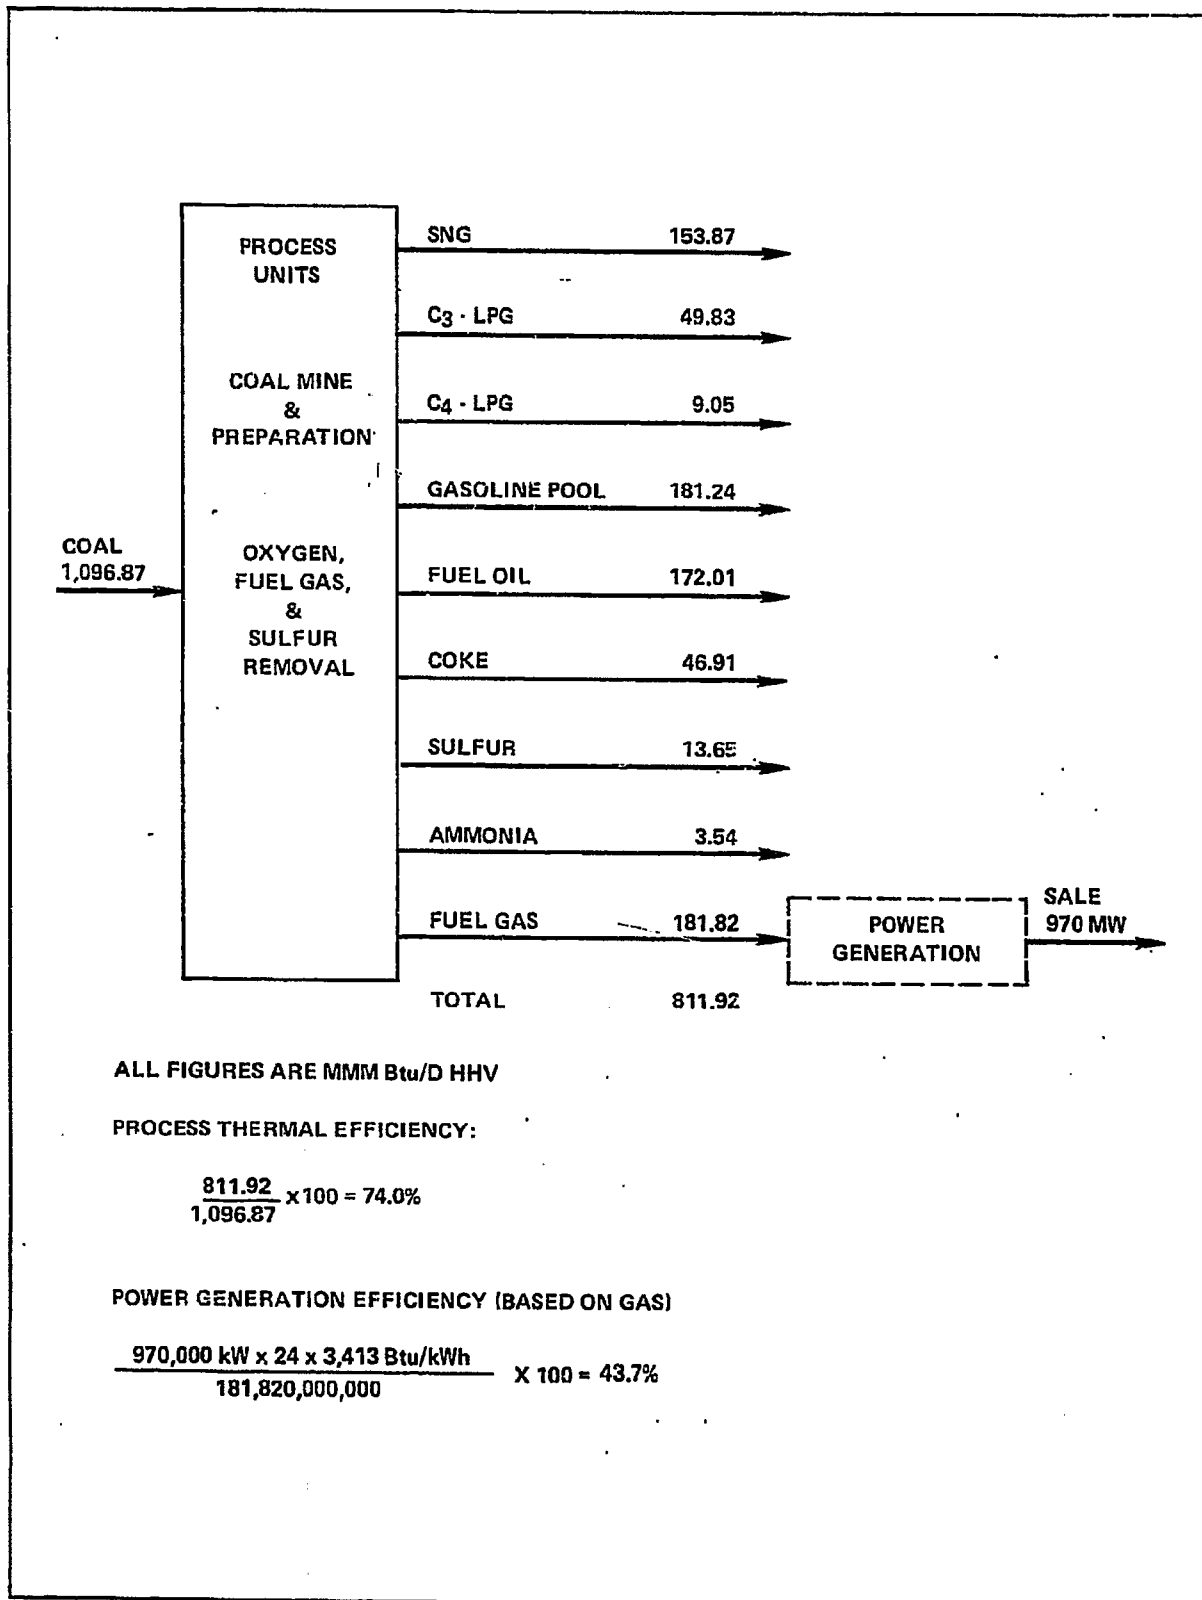 PROCESS
UNITS
COAL MINE
&
PREPARATION
OXYGEN,
FUEL GAS,
&
SULFUR
REMOVAL
COAL
1,096.87
SNG 153.87
C3 - LPG 49.83
C4 - LPG 9.05
GASOLINE POOL 181.24
FUEL OIL 172.01
COKE 46.91
SULFUR 13.65
AMMONIA 3.54
FUEL GAS 181.82
POWER
GENERATION
SALE
970 MW
TOTAL 811.92
ALL FIGURES ARE MMM Btu/D HHV
PROCESS THERMAL EFFICIENCY:
811.92
1,096.87
x 100 = 74.0%
POWER GENERATION EFFICIENCY (BASED ON GAS)
970,000 kW x 24 x 3,413 Btu/kWh
181,820,000,000
X 100 = 43.7%